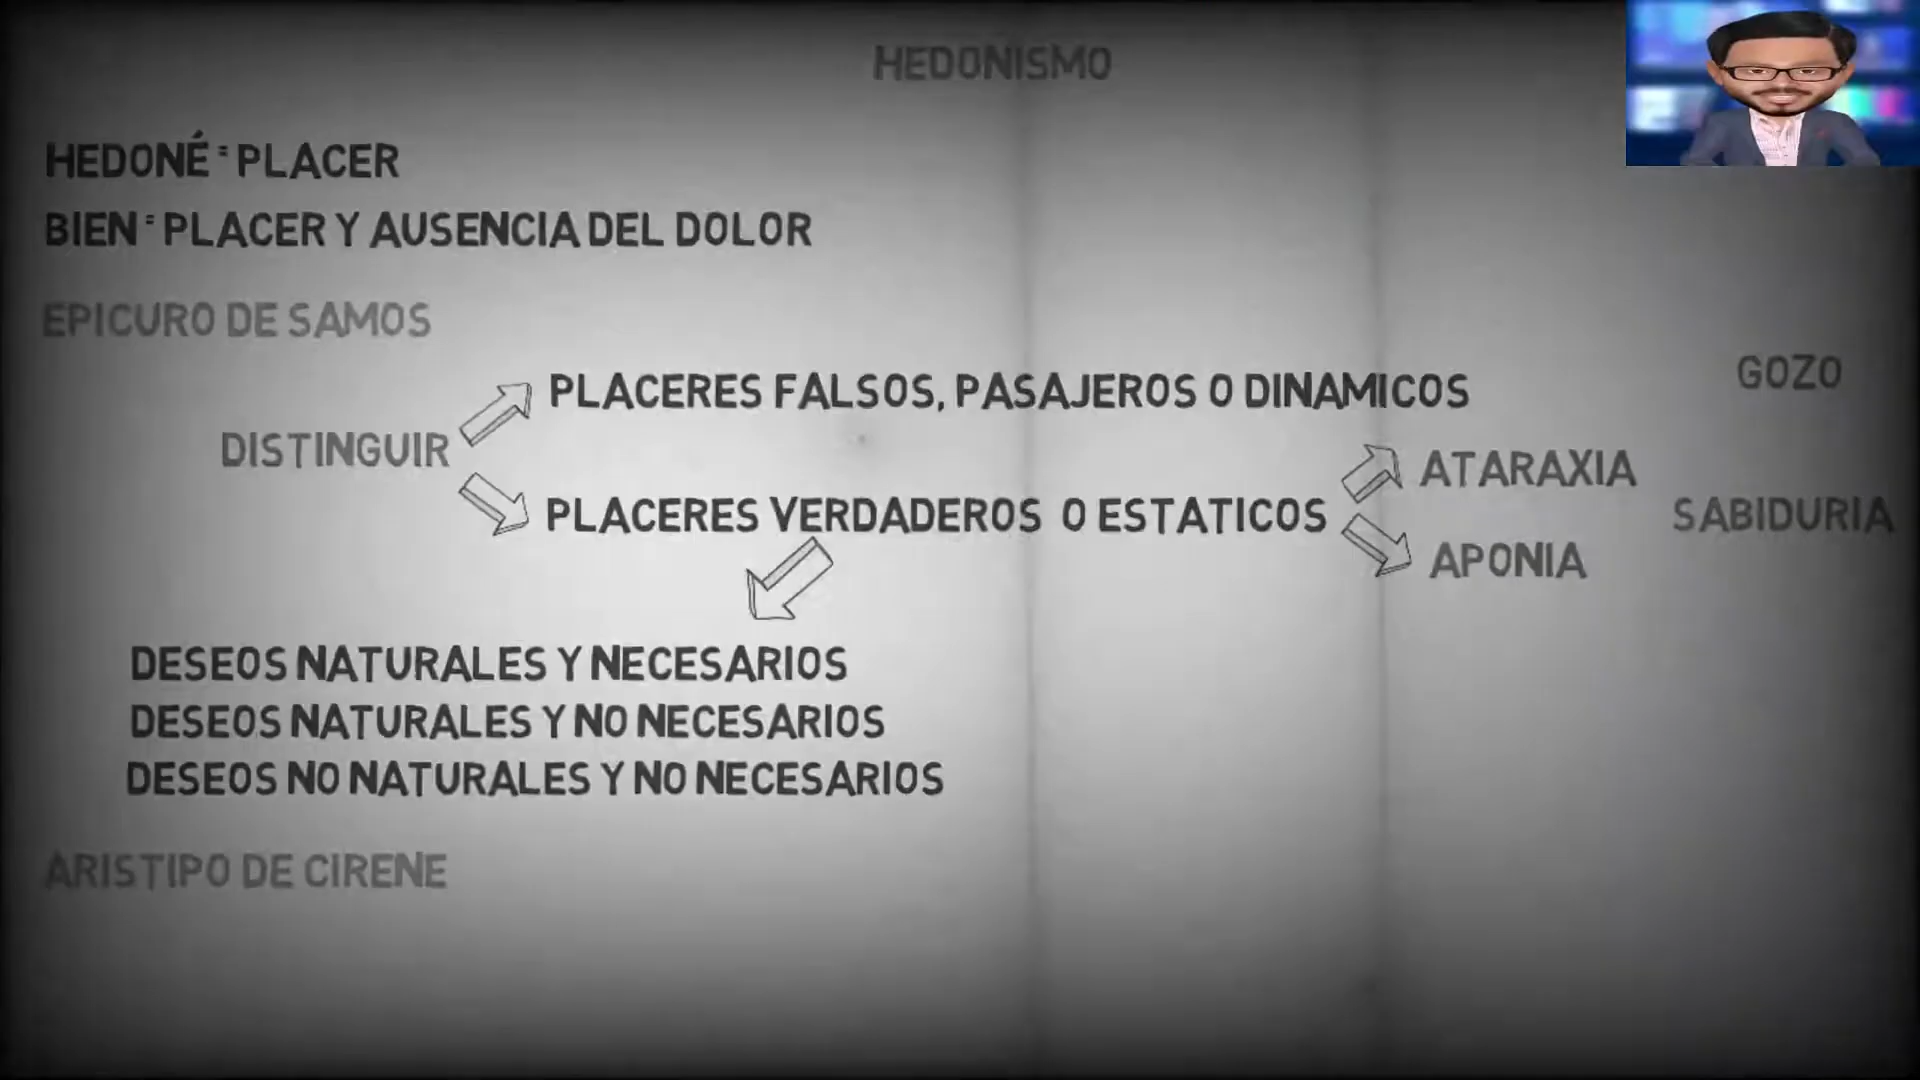 HEDONISMO
HEDONÉ = PLACER
BIEN = PLACER Y AUSENCIA DEL DOLOR
EPICURO DE SAMOS
PLACERES FALSOS, PASAJEROS O DINAMICOS
GOZO
DISTINGUIR
ATARAXIA
PLACERES VERDADEROS O ESTATICOS
SABIDURIA
APONIA
DESEOS NATURALES Y NECESARIOS
DESEOS NATURALES Y NO NECESARIOS
DESEOS NO NATURALES Y NO NECESARIOS
ARISTIPO DE CIRENE